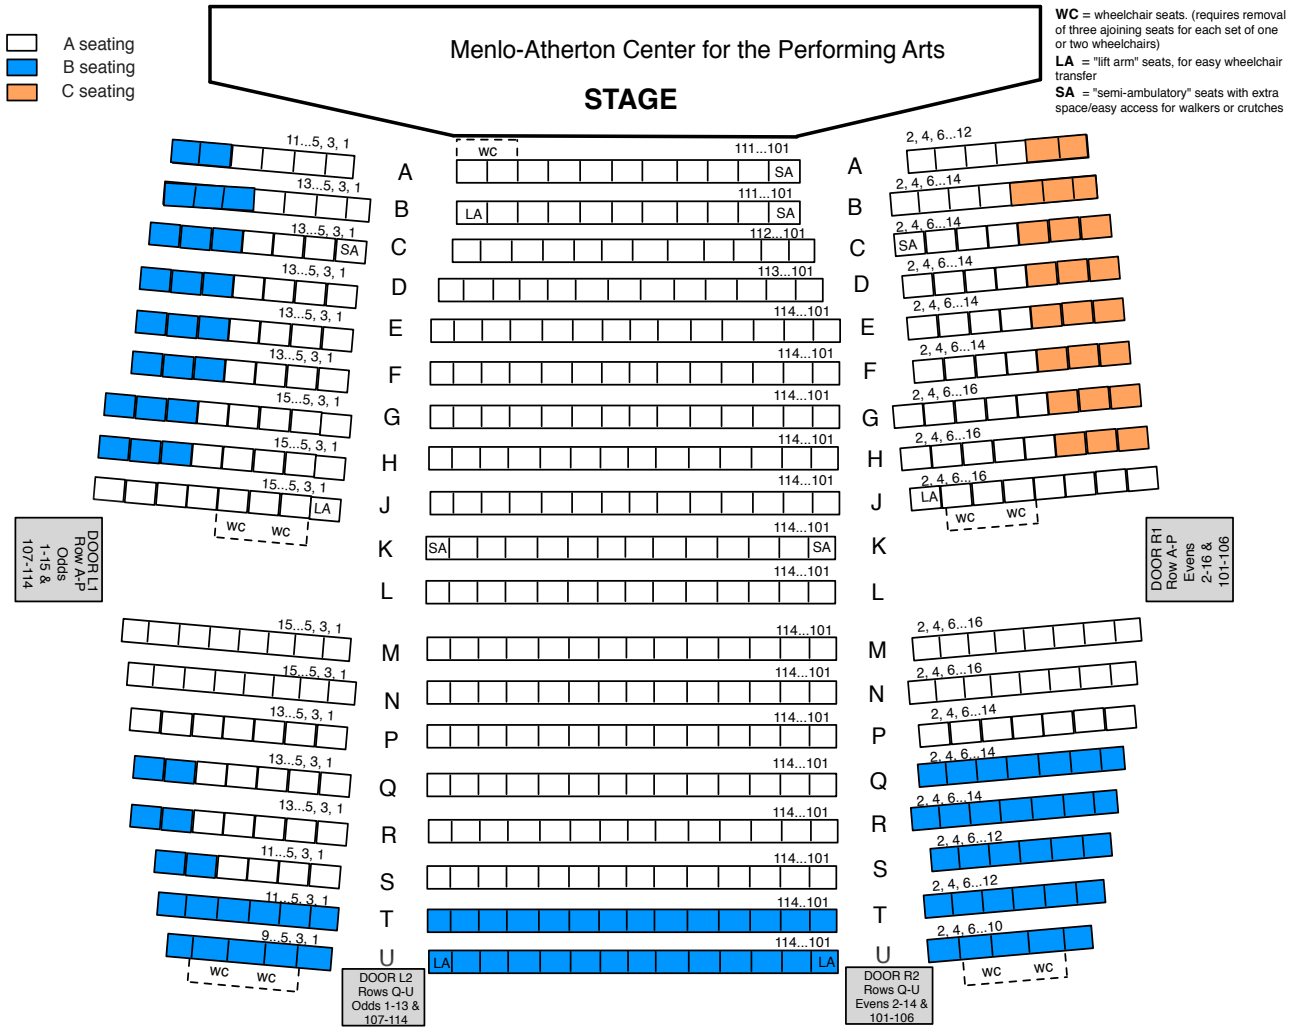 Menlo-Atherton Center for the Performing Arts
STAGE
A seating
B seating
C seating
WC = wheelchair seats. (requires removal
of three ajoining seats for each set of one
or two wheelchairs)
LA = "lift arm" seats, for easy wheelchair
transfer
SA = "semi-ambulatory" seats with extra
space/easy access for walkers or crutches
11...5, 3, 1
WC
111...101
2, 4, 6...12
A
SA
A
13...5, 3, 1
111...101
2, 4, 6...14
B
LA
SA
B
13...5, 3, 1
112...101
2, 4, 6...14
SA
C
SA
C
13...5, 3, 1
113...101
2, 4, 6...14
D
D
13...5, 3, 1
114...101
2, 4, 6...14
E
E
13...5, 3, 1
114...101
2, 4, 6...14
F
F
15...5, 3, 1
114...101
2, 4, 6...16
G
G
15...5, 3, 1
114...101
2, 4, 6...16
H
H
15...5, 3, 1
114...101
2, 4, 6...16
LA
J
LA
J
WC WC
WC WC
114...101
K
SA
SA
K
114...101
L
L
DOOR L1
Row A-P
Odds
1-15 &
107-114
DOOR R1
Row A-P
Evens
2-16 &
101-106
15...5, 3, 1
114...101
2, 4, 6...16
M
M
15...5, 3, 1
114...101
2, 4, 6...16
N
N
13...5, 3, 1
114...101
2, 4, 6...14
P
P
13...5, 3, 1
114...101
2, 4, 6...14
Q
Q
13...5, 3, 1
114...101
2, 4, 6...14
R
R
11...5, 3, 1
114...101
2, 4, 6...12
S
S
11...5, 3, 1
114...101
2, 4, 6...12
T
T
9...5, 3, 1
114...101
2, 4, 6...10
U
LA
LA
U
WC WC
WC WC
DOOR L2
Rows Q-U
Odds 1-13 &
107-114
DOOR R2
Rows Q-U
Evens 2-14 &
101-106